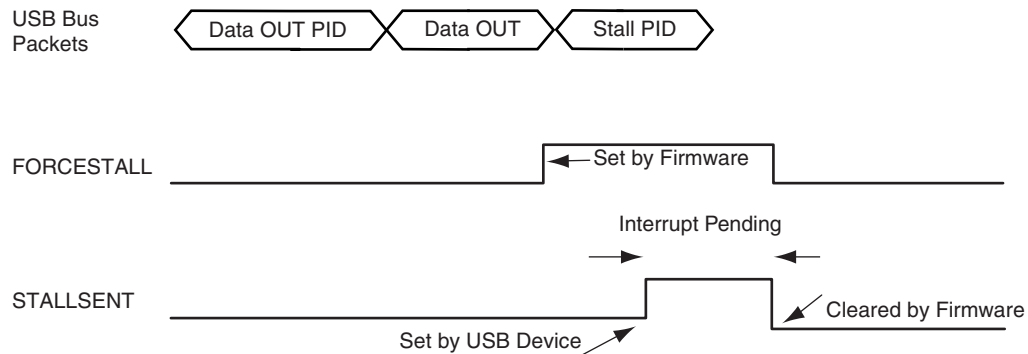 USB Bus
Packets
Data OUT PID
Data OUT
Stall PID
FORCESTALL
Set by Firmware
Interrupt Pending
STALLSENT
Cleared by Firmware
Set by USB Device